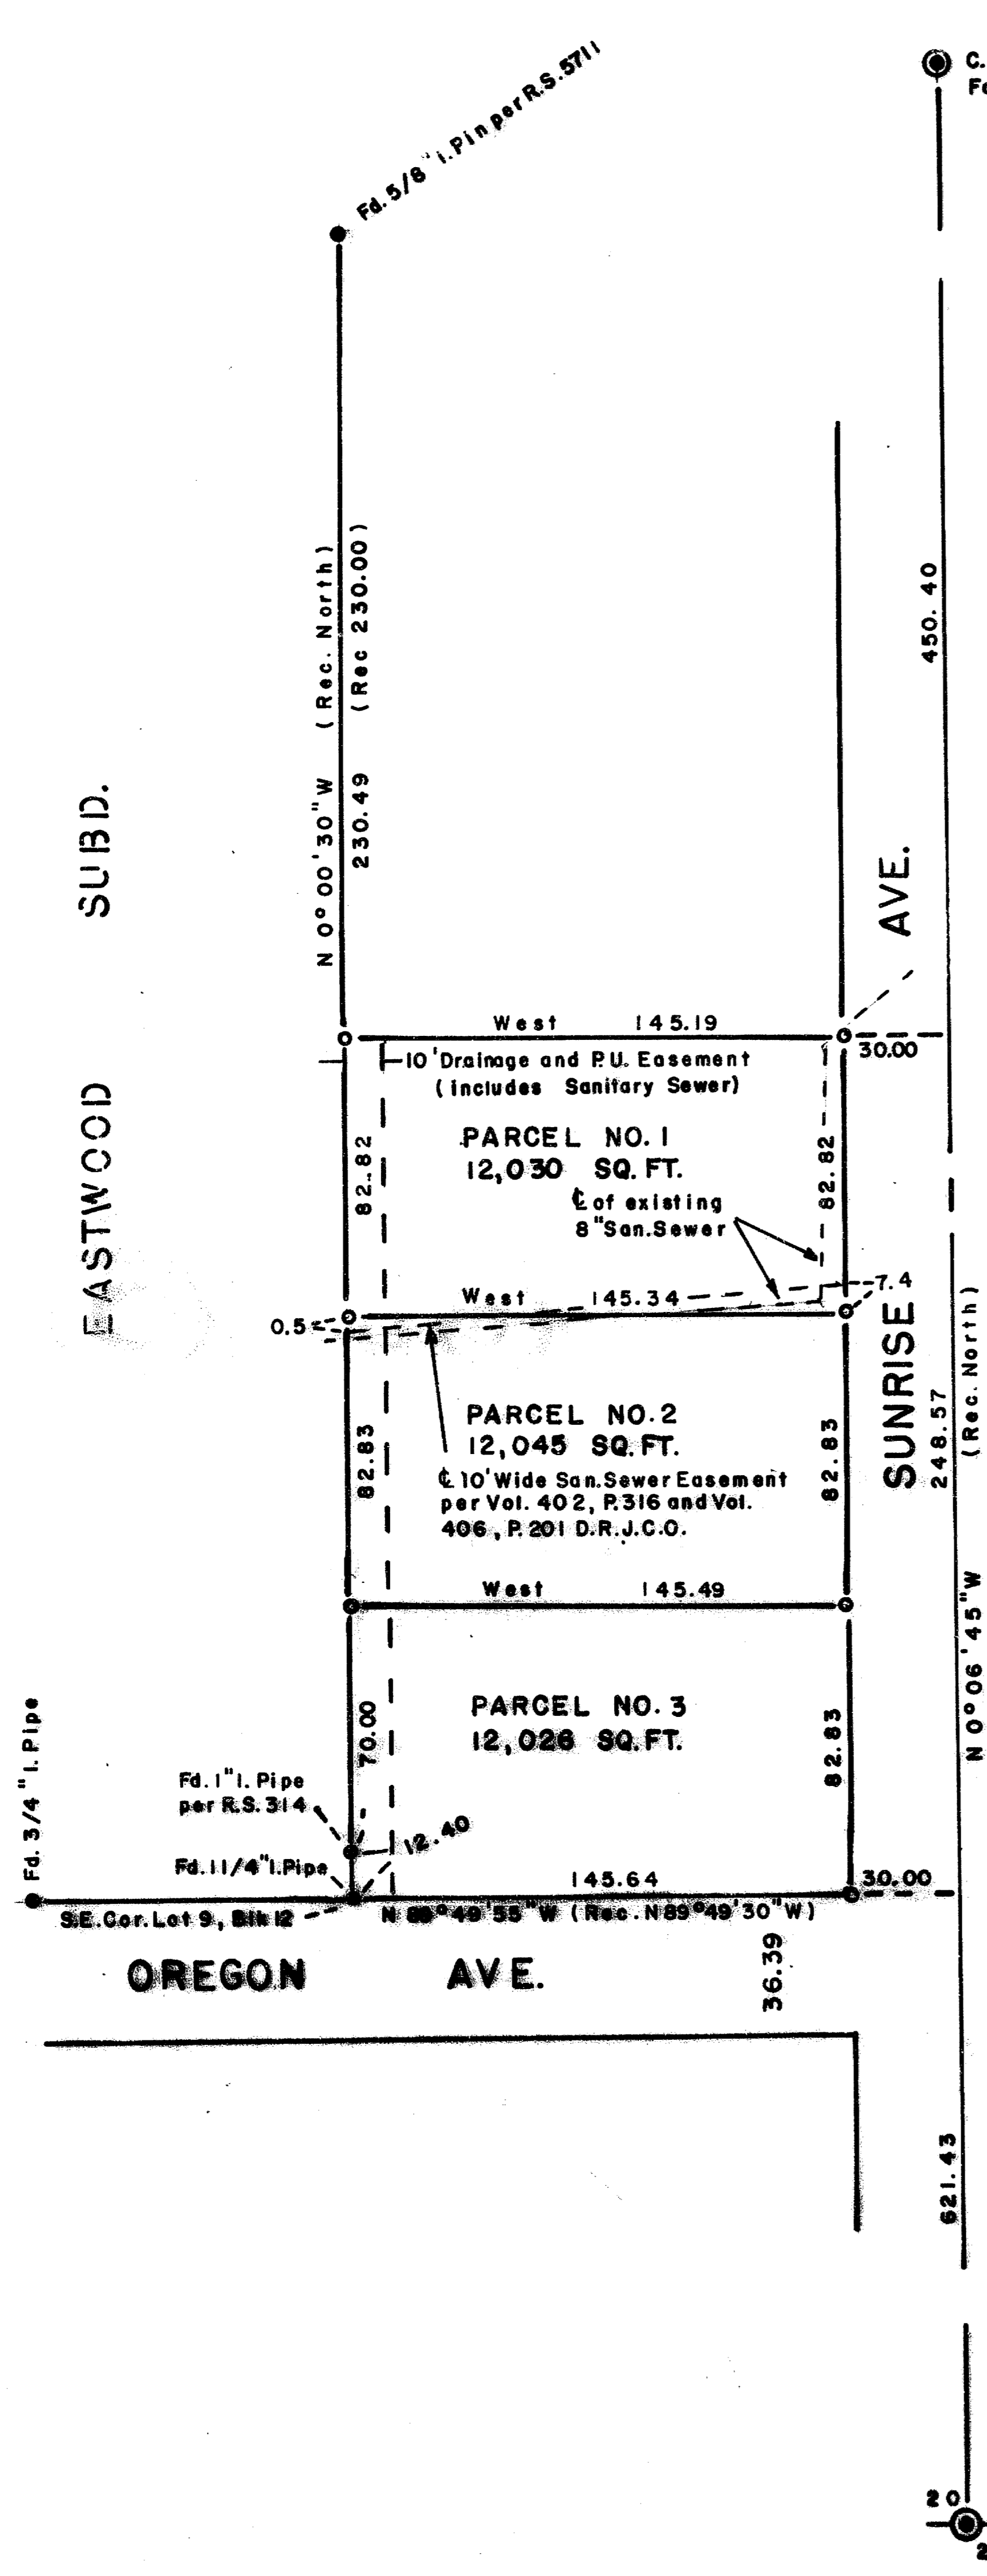 C.
Fd. 5/8" I. Pin per R.S. 5711
N 0° 00' 30" W (Rec. North)
230.49 (Rec 230.00)
450.40
EASTWOOD SUBD.
SUNRISE AVE.
West 145.19
30.00
10' Drainage and P.U. Easement
(includes Sanitary Sewer)
PARCEL NO. 1
12,030 SQ. FT.
82.82
82.82
℄ of existing
8" San. Sewer
7.4
West 145.34
0.5
PARCEL NO. 2
12,045 SQ. FT.
82.83
82.83
℄ 10' Wide San. Sewer Easement
per Vol. 402, P. 316 and Vol.
406, P. 201 D.R.J.C.O.
248.57
N 0° 06' 45" W (Rec. North)
West 145.49
PARCEL NO. 3
12,026 SQ. FT.
70.00
82.83
Fd. 3/4" I. Pipe
Fd. 1" I. Pipe
per R.S. 314
12.40
Fd. 1 1/4" I. Pipe
145.64
30.00
S.E. Cor. Lot 9, Blk 12
N 89° 49' 55" W (Rec. N 89° 49' 30" W)
OREGON AVE.
36.39
621.43
20
2